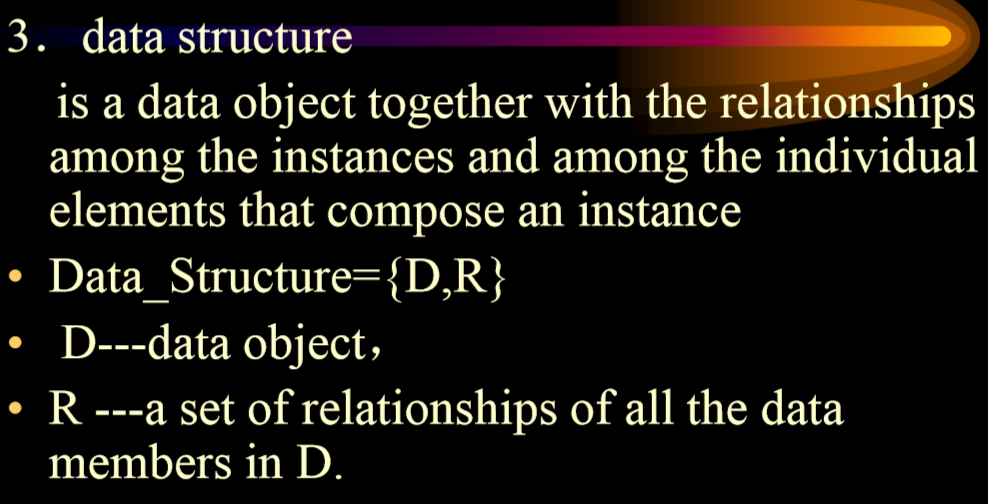 3. data structure
is a data object together with the relationships
among the instances and among the individual
elements that compose an instance
• Data_Structure={D,R}
• D---data object，
• R ---a set of relationships of all the data
members in D.